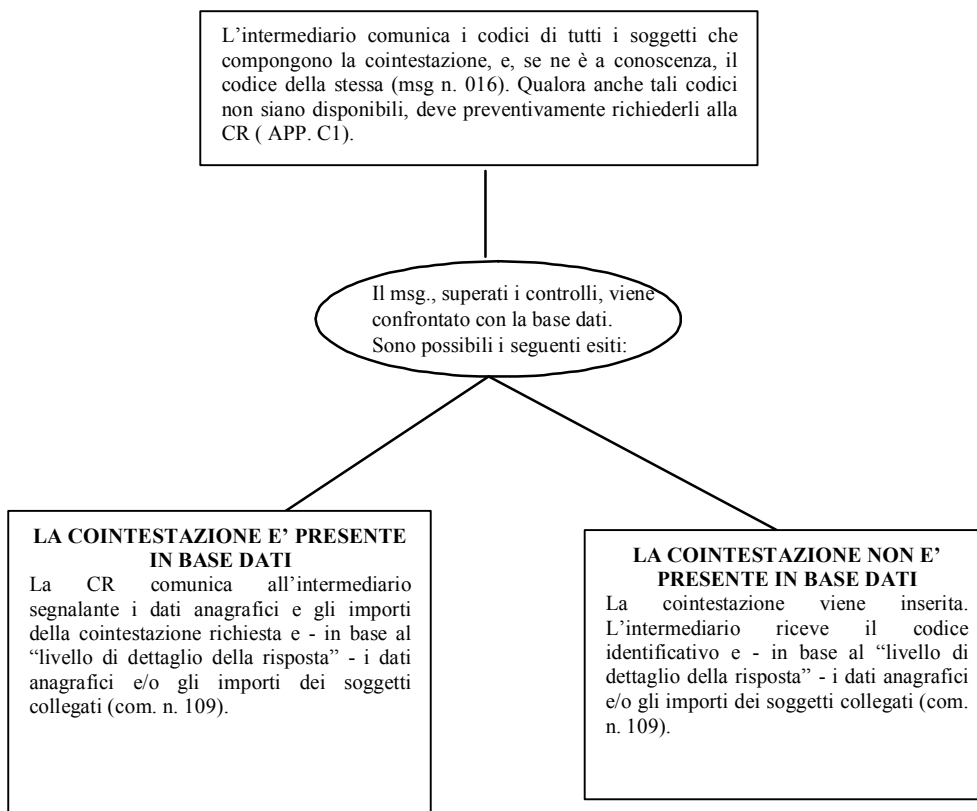 L'intermediario comunica i codici di tutti i soggetti che
compongono la cointestazione, e, se ne è a conoscenza, il
codice della stessa (msg n. 016). Qualora anche tali codici
non siano disponibili, deve preventivamente richiederli alla
CR ( APP. C1).
Il msg., superati i controlli, viene
confrontato con la base dati.
Sono possibili i seguenti esiti:
LA COINTESTAZIONE E' PRESENTE
IN BASE DATI
La CR comunica all'intermediario
segnalante i dati anagrafici e gli importi
della cointestazione richiesta e - in base al
“livello di dettaglio della risposta” - i dati
anagrafici e/o gli importi dei soggetti
collegati (com. n. 109).
LA COINTESTAZIONE NON E'
PRESENTE IN BASE DATI
La cointestazione viene inserita.
L'intermediario riceve il codice
identificativo e - in base al “livello di
dettaglio della risposta” - i dati anagrafici
e/o gli importi dei soggetti collegati (com.
n. 109).